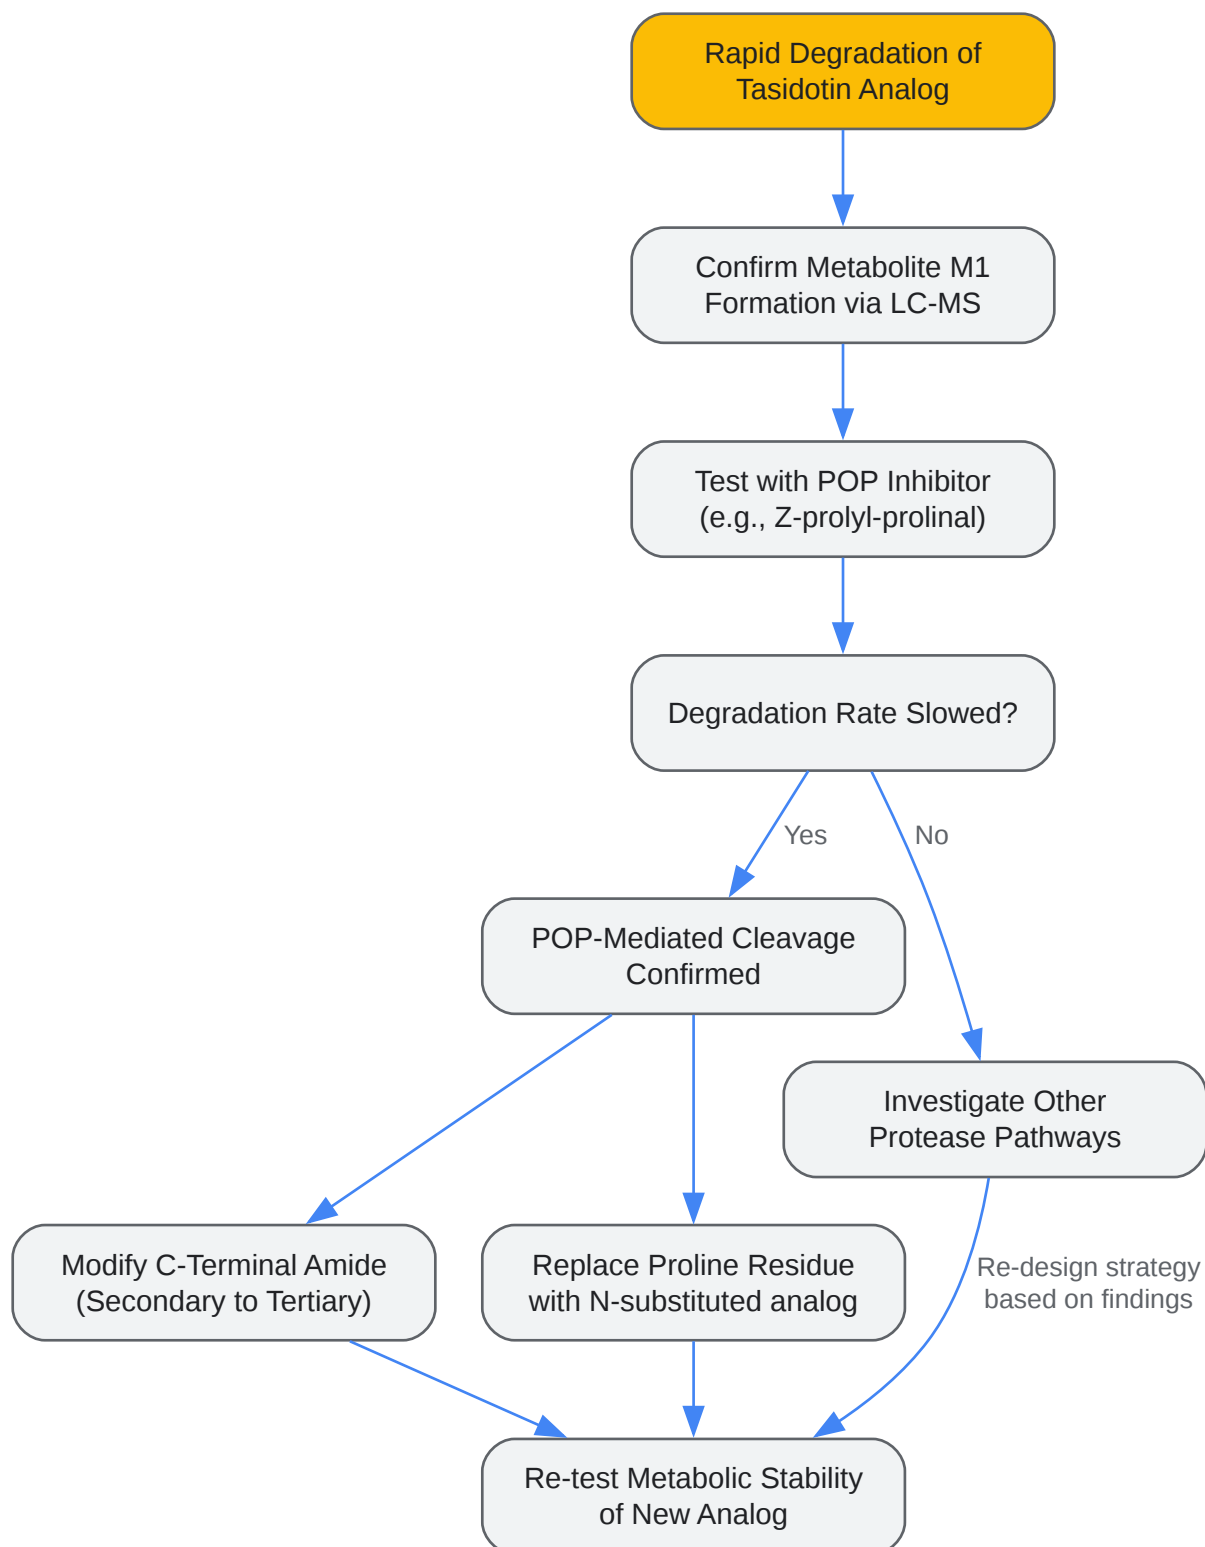 Rapid Degradation of
Tasidotin Analog
Confirm Metabolite M1
Formation via LC-MS
Test with POP Inhibitor
(e.g., Z-prolyl-prolinal)
Degradation Rate Slowed?
Yes
No
POP-Mediated Cleavage
Confirmed
Investigate Other
Protease Pathways
Modify C-Terminal Amide
(Secondary to Tertiary)
Replace Proline Residue
with N-substituted analog
Re-design strategy
based on findings
Re-test Metabolic Stability
of New Analog